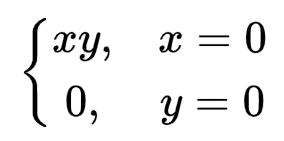 xy, x = 0
0, y = 0